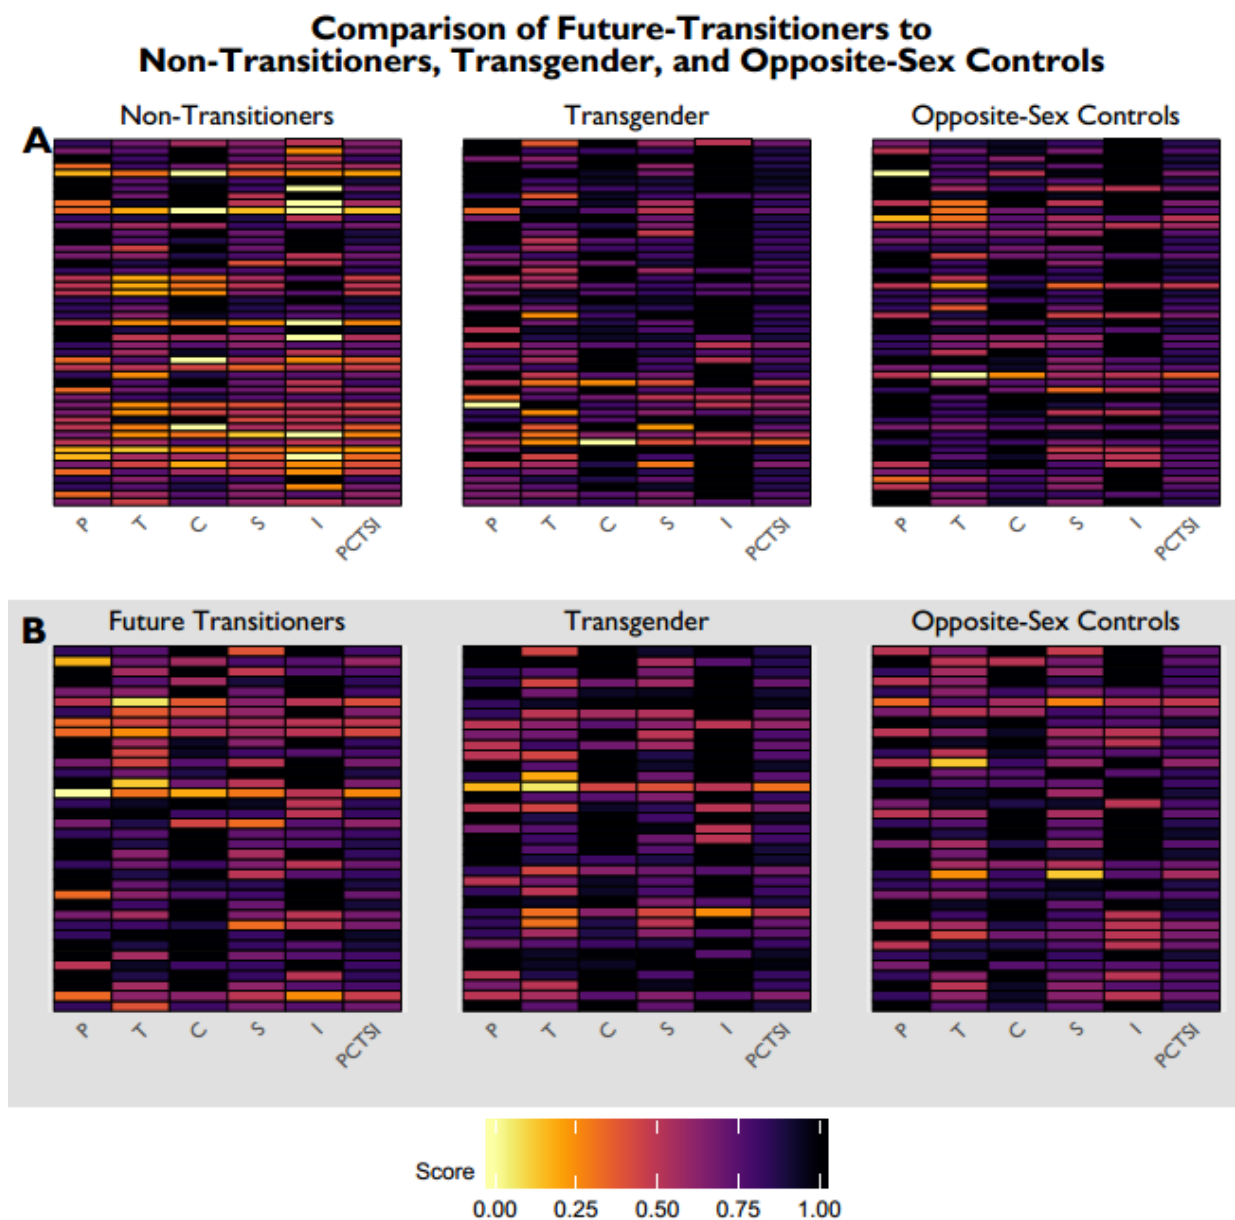 Comparison of Future-Transitioners to
Non-Transitioners, Transgender, and Opposite-Sex Controls
A
Non-Transitioners
Transgender
Opposite-Sex Controls
P T C S I PCTSI
P T C S I PCTSI
P T C S I PCTSI
B
Future Transitioners
Transgender
Opposite-Sex Controls
P T C S I PCTSI
P T C S I PCTSI
P T C S I PCTSI
Score
0.00 0.25 0.50 0.75 1.00